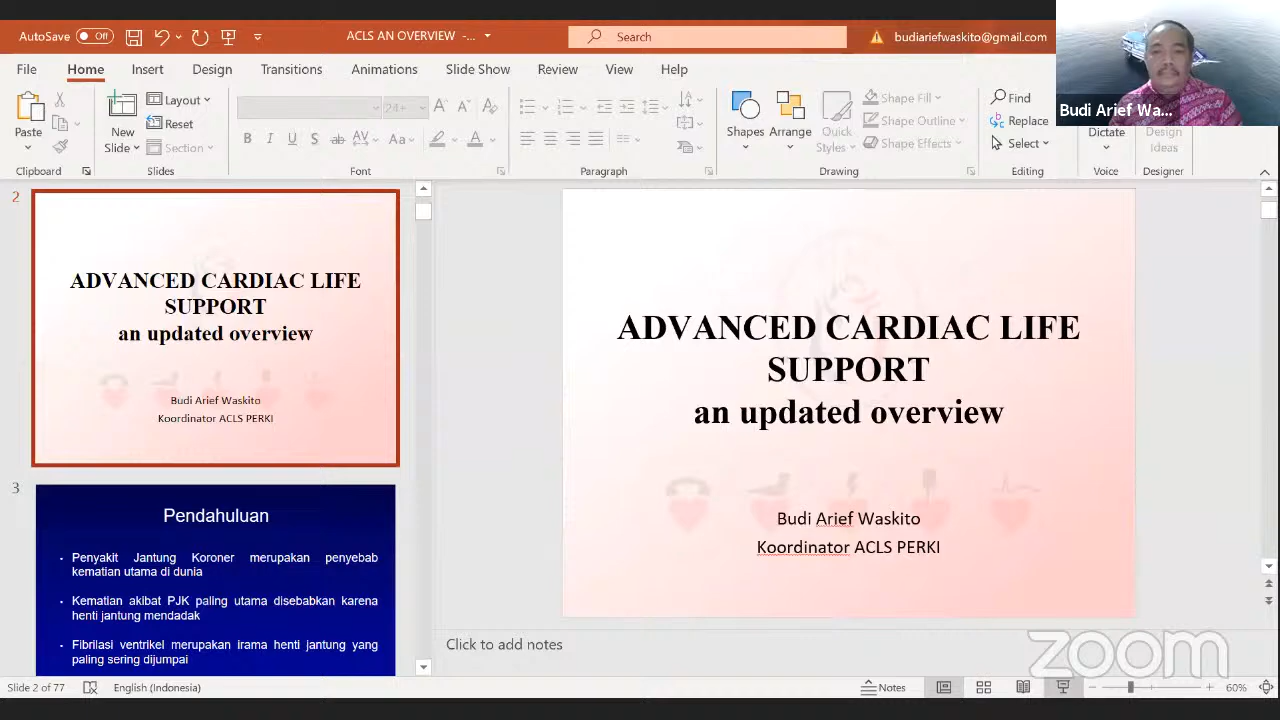 AutoSave Off
ACLS AN OVERVIEW -...
Search
budiariefwaskito@gmail.com
File Home Insert Design Transitions Animations Slide Show Review View Help
Budi Arief Wa...
Paste
New
Slide
Layout
Reset
Section
24+
B I U S ab AV Aa A
Shapes
Arrange
Quick
Styles
Shape Fill
Shape Outline
Shape Effects
Find
Replace
Select
Dictate
Design
Ideas
Clipboard Slides Font Paragraph Drawing Editing Voice Designer
2
ADVANCED CARDIAC LIFE
SUPPORT
an updated overview
Budi Arief Waskito
Koordinator ACLS PERKI
3
Pendahuluan
• Penyakit Jantung Koroner merupakan penyebab
kematian utama di dunia
• Kematian akibat PJK paling utama disebabkan karena
henti jantung mendadak
• Fibrilasi ventrikel merupakan irama henti jantung yang
paling sering dijumpai
ADVANCED CARDIAC LIFE
SUPPORT
an updated overview
Budi Arief Waskito
Koordinator ACLS PERKI
Click to add notes
zoom
Slide 2 of 77 English (Indonesia) Notes 60%